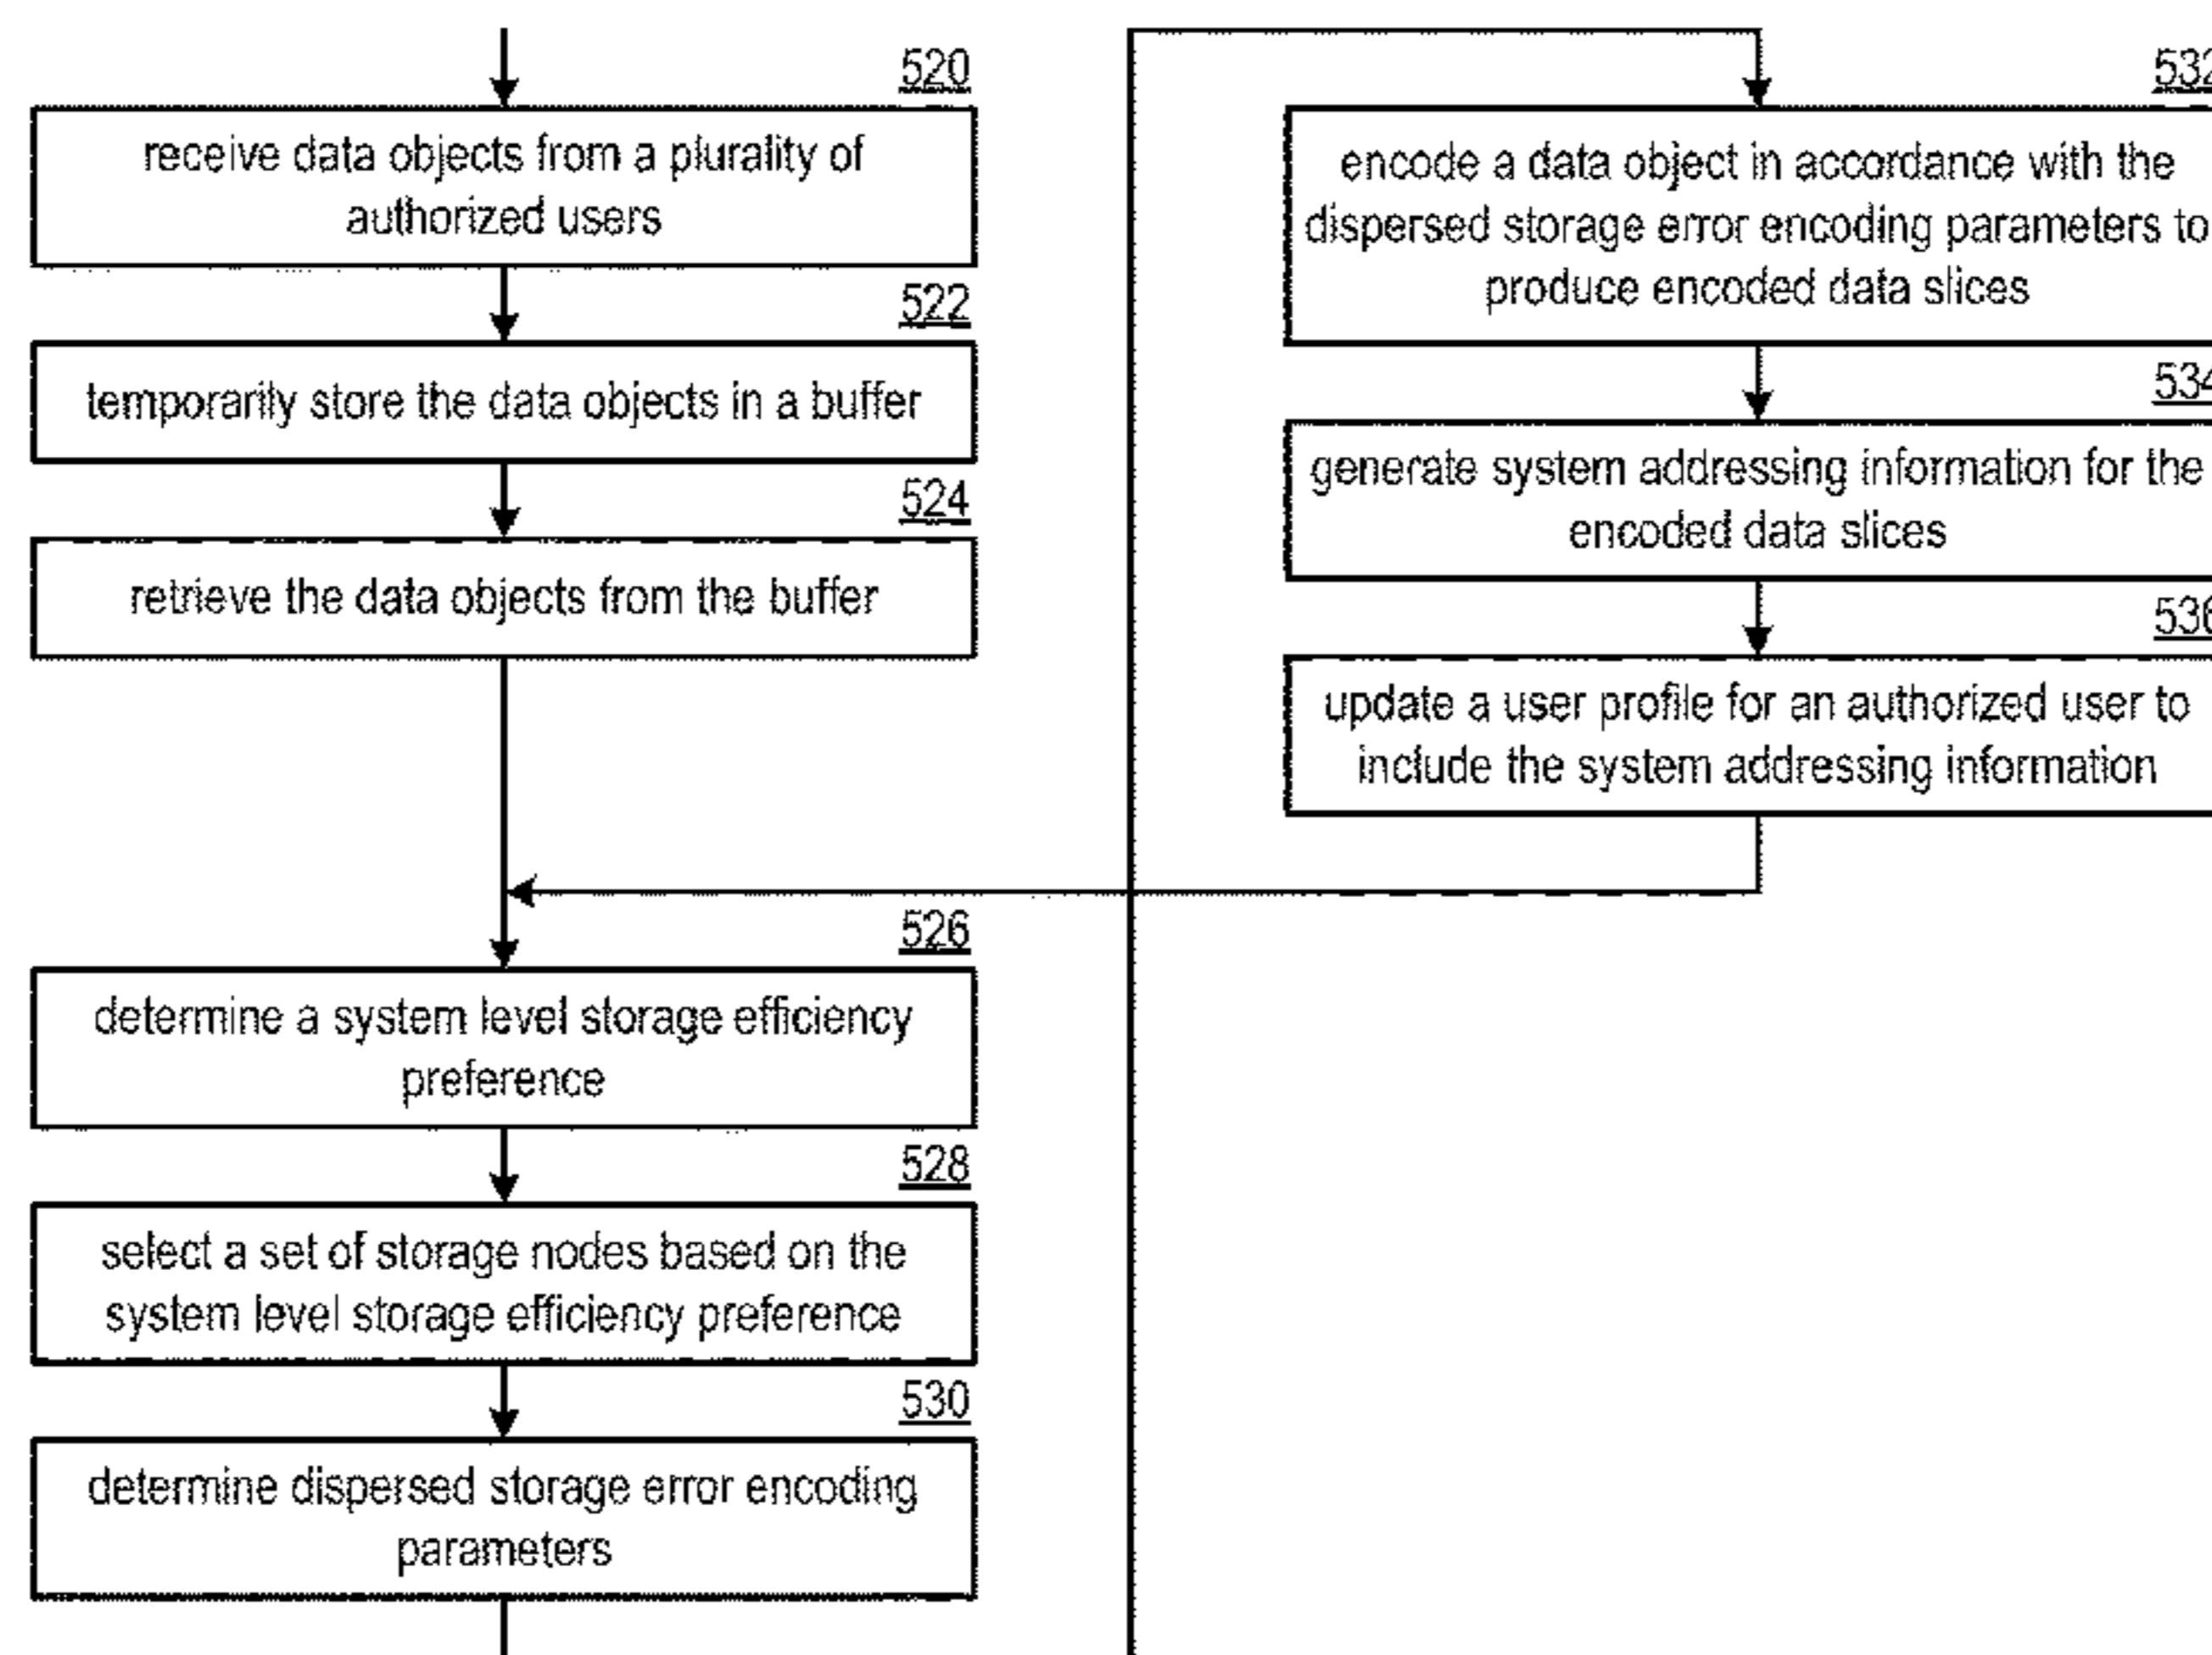 520
receive data objects from a plurality of
authorized users
522
temporarily store the data objects in a buffer
524
retrieve the data objects from the buffer
526
determine a system level storage efficiency
preference
528
select a set of storage nodes based on the
system level storage efficiency preference
530
determine dispersed storage error encoding
parameters
532
encode a data object in accordance with the
dispersed storage error encoding parameters to
produce encoded data slices
534
generate system addressing information for the
encoded data slices
536
update a user profile for an authorized user to
include the system addressing information